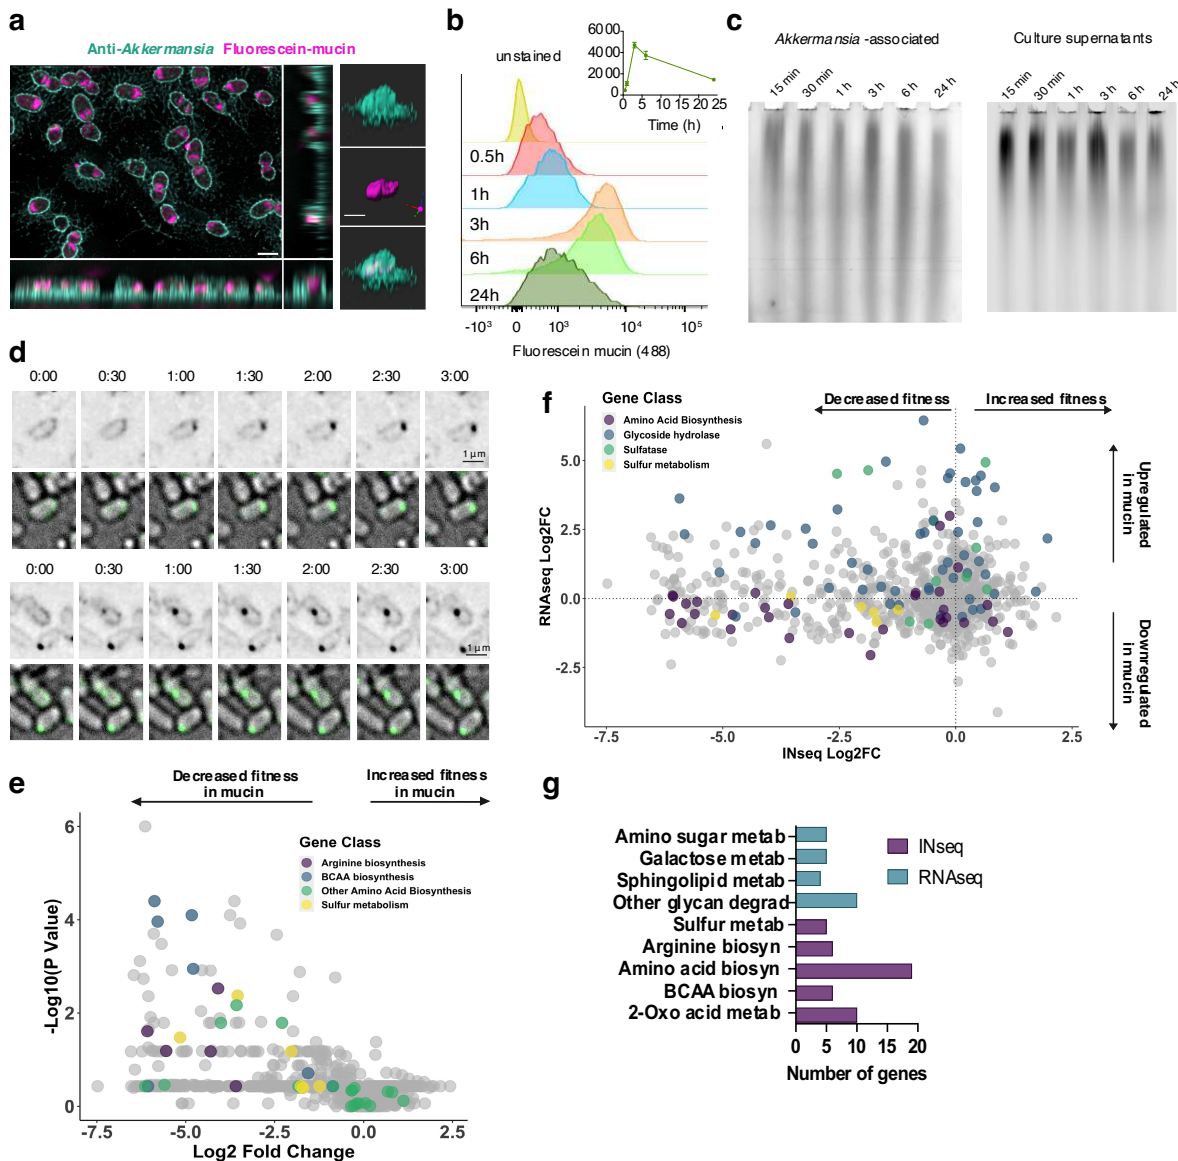 a
Anti-Akkermansia Fluorescein-mucin
b
unstained
6000
4000
2000
0
0 5 10 15 20 25
Time (h)
0.5h
1h
3h
6h
24h
-10³ 0 10³ 10⁴ 10⁵
Fluorescein mucin (488)
c
Akkermansia -associated
15 min 30 min 1 h 3 h 6 h 24 h
Culture supernatants
15 min 30 min 1 h 3 h 6 h 24 h
d
0:00 0:30 1:00 1:30 2:00 2:30 3:00
1 µm
0:00 0:30 1:00 1:30 2:00 2:30 3:00
1 µm
e
Decreased fitness
in mucin
Increased fitness
in mucin
Gene Class
Arginine biosynthesis
BCAA biosynthesis
Other Amino Acid Biosynthesis
Sulfur metabolism
-Log10(P Value)
6
4
2
0
-7.5 -5.0 -2.5 0.0 2.5
Log2 Fold Change
f
Gene Class
Amino Acid Biosynthesis
Glycoside hydrolase
Sulfatase
Sulfur metabolism
Decreased fitness
Increased fitness
Upregulated
in mucin
Downregulated
in mucin
RNAseq Log2FC
5.0
2.5
0.0
-2.5
-7.5 -5.0 -2.5 0.0 2.5
INseq Log2FC
g
Amino sugar metab
Galactose metab
Sphingolipid metab
Other glycan degrad
Sulfur metab
Arginine biosyn
Amino acid biosyn
BCAA biosyn
2-Oxo acid metab
INseq
RNAseq
0 5 10 15 20
Number of genes